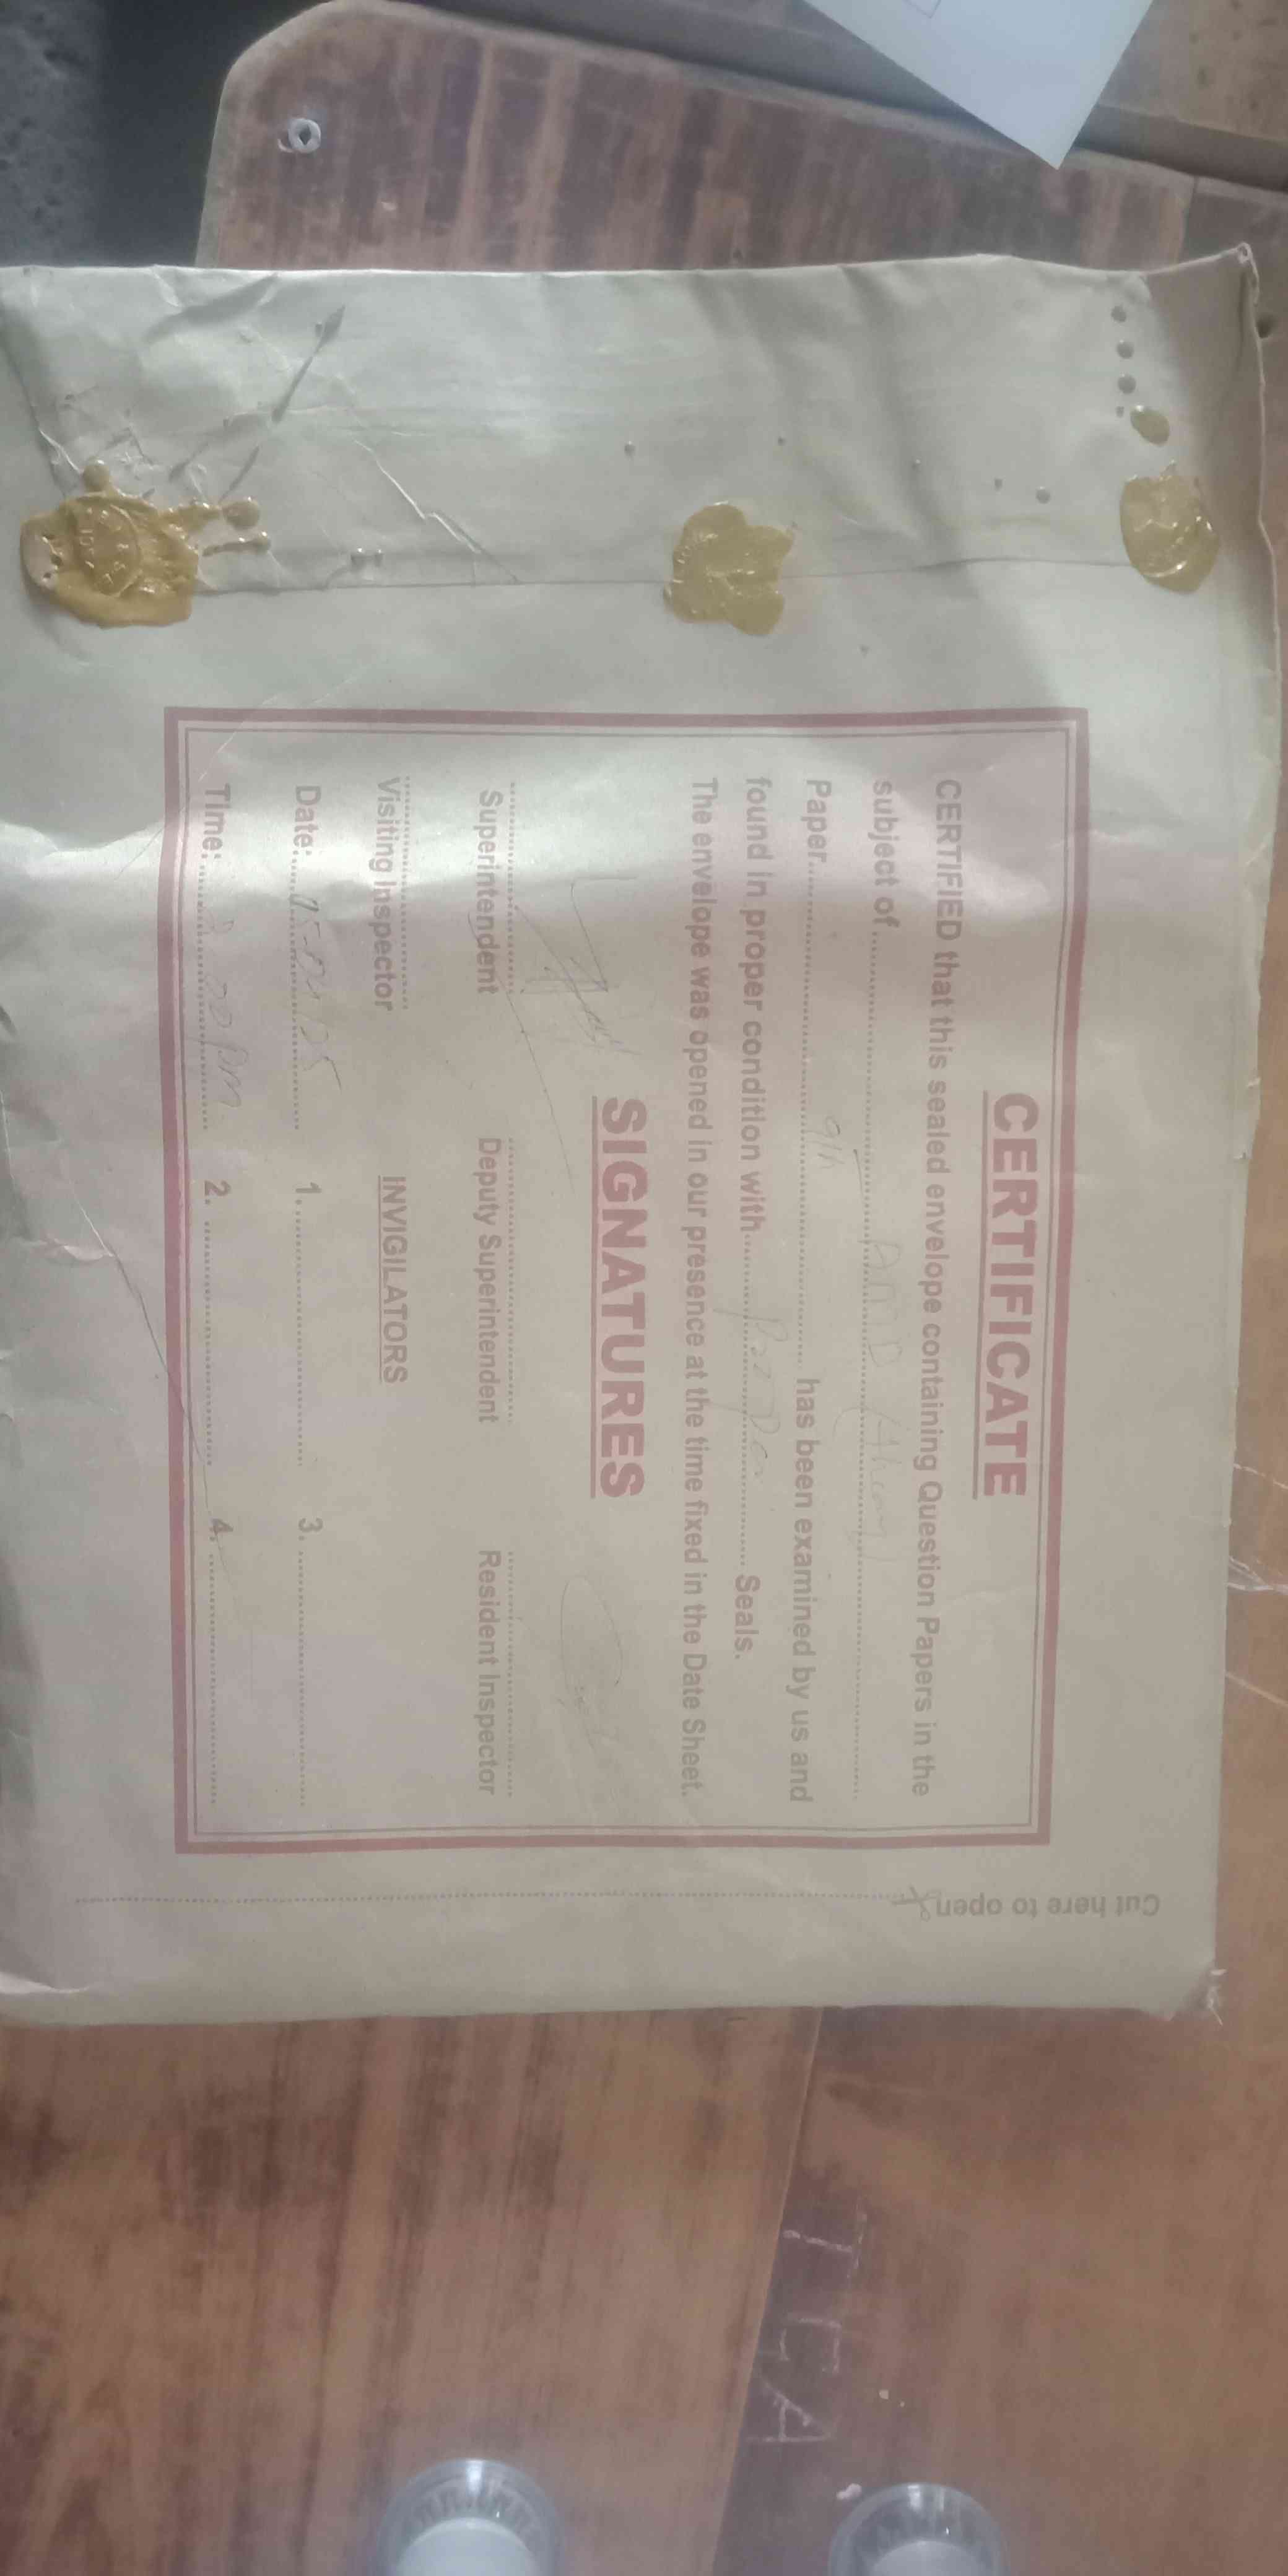 CERTIFICATE
CERTIFIED that this sealed envelope containing Question Papers in the
subject of ....................
Paper.......... 9th .......... has been examined by us and
found in proper condition with.................... Seals.
The envelope was opened in our presence at the time fixed in the Date Sheet.
SIGNATURES
Superintendent Deputy Superintendent Resident Inspector
Visiting Inspector INVIGILATORS
Date:.................... 1. .................... 3. ....................
Time:.................... pm 2. .................... 4. ....................
Cut here to open